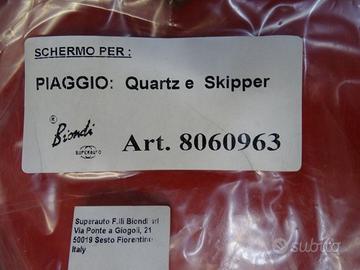 SCHERMO PER :
PIAGGIO: Quartz e Skipper
® Biondi
superauto
Art. 8060963
Superauto F.lli Biondi srl
Via Ponte a Giogoli, 21
50019 Sesto Fiorentino
Italy
subito